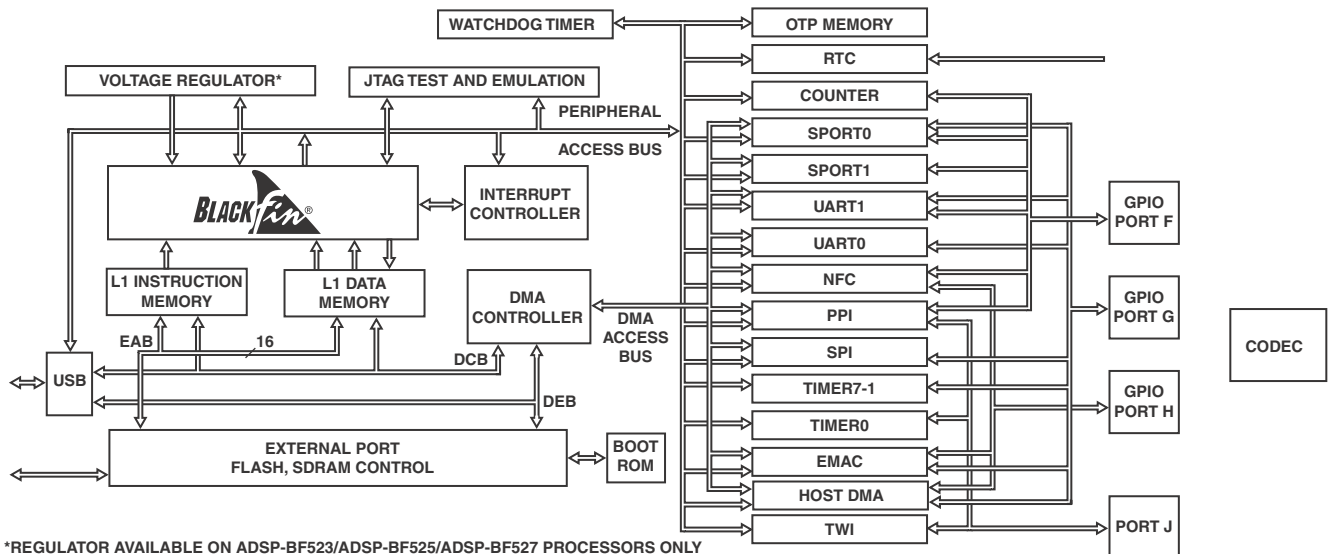 WATCHDOG TIMER
OTP MEMORY
RTC
VOLTAGE REGULATOR*
JTAG TEST AND EMULATION
COUNTER
PERIPHERAL
ACCESS BUS
SPORT0
SPORT1
BLACKfin®
INTERRUPT
CONTROLLER
UART1
GPIO
PORT F
UART0
L1 INSTRUCTION
MEMORY
L1 DATA
MEMORY
DMA
CONTROLLER
NFC
DMA
ACCESS
BUS
PPI
GPIO
PORT G
EAB
16
DCB
SPI
CODEC
USB
TIMER7-1
DEB
GPIO
PORT H
TIMER0
EXTERNAL PORT
FLASH, SDRAM CONTROL
BOOT
ROM
EMAC
HOST DMA
TWI
PORT J
*REGULATOR AVAILABLE ON ADSP-BF523/ADSP-BF525/ADSP-BF527 PROCESSORS ONLY